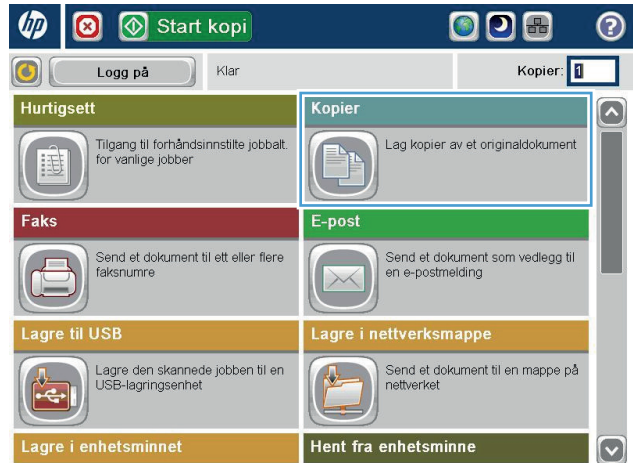 hp
Start kopi
?
Logg på
Klar
Kopier: 1
Hurtigsett
Tilgang til forhåndsinnstilte jobbalt.
for vanlige jobber
Kopier
Lag kopier av et originaldokument
Faks
Send et dokument til ett eller flere
faksnumre
E-post
Send et dokument som vedlegg til
en e-postmelding
Lagre til USB
Lagre den skannede jobben til en
USB-lagringsenhet
Lagre i nettverksmappe
Send et dokument til en mappe på
nettverket
Lagre i enhetsminnet
Hent fra enhetsminne